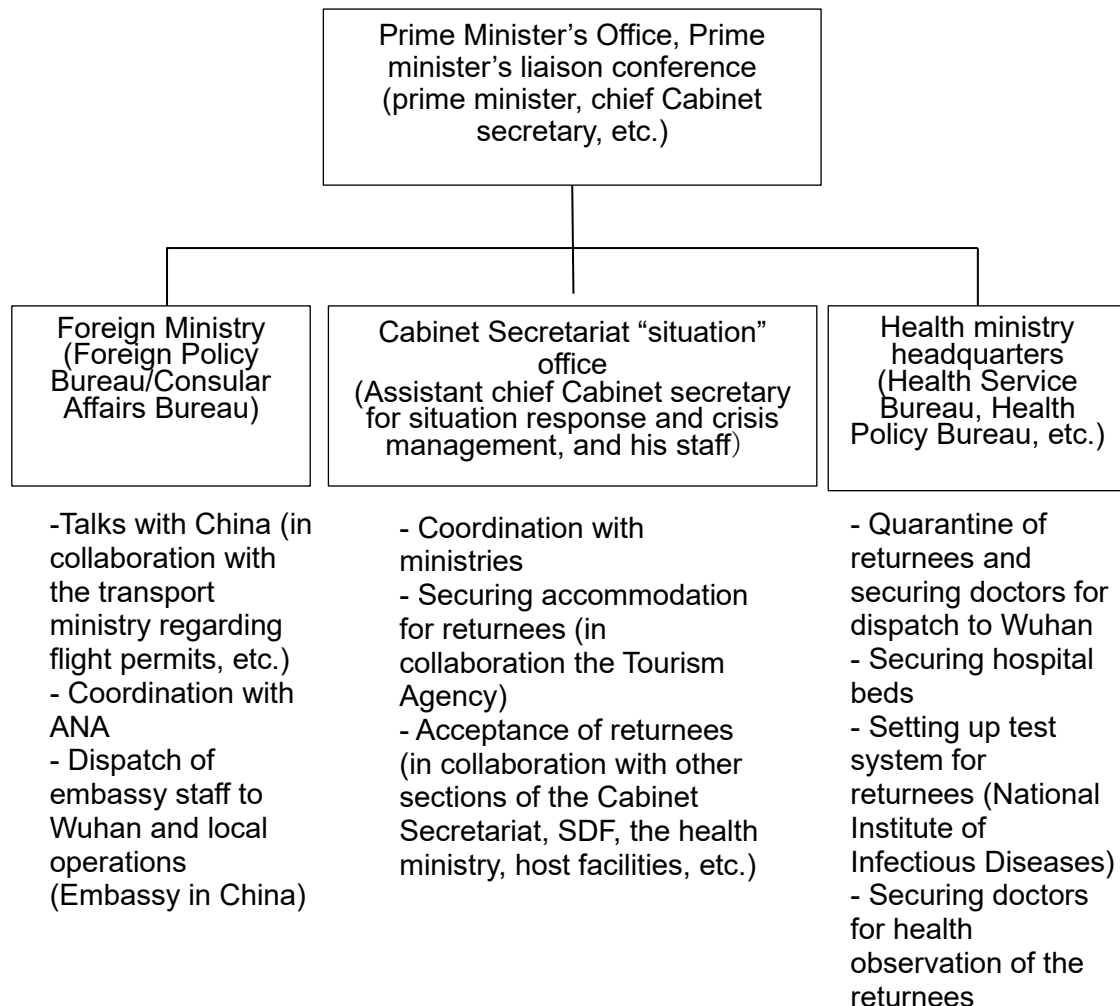 Prime Minister’s Office, Prime
minister’s liaison conference
(prime minister, chief Cabinet
secretary, etc.)
Foreign Ministry
(Foreign Policy
Bureau/Consular
Affairs Bureau)
Cabinet Secretariat “situation”
office
(Assistant chief Cabinet secretary
for situation response and crisis
management, and his staff）
Health ministry
headquarters
(Health Service
Bureau, Health
Policy Bureau, etc.)
-Talks with China (in
collaboration with
the transport
ministry regarding
flight permits, etc.)
- Coordination with
ANA
- Dispatch of
embassy staff to
Wuhan and local
operations
(Embassy in China)
- Coordination with
ministries
- Securing accommodation
for returnees (in
collaboration the Tourism
Agency)
- Acceptance of returnees
(in collaboration with other
sections of the Cabinet
Secretariat, SDF, the health
ministry, host facilities, etc.)
- Quarantine of
returnees and
securing doctors for
dispatch to Wuhan
- Securing hospital
beds
- Setting up test
system for
returnees (National
Institute of
Infectious Diseases)
- Securing doctors
for health
observation of the
returnees